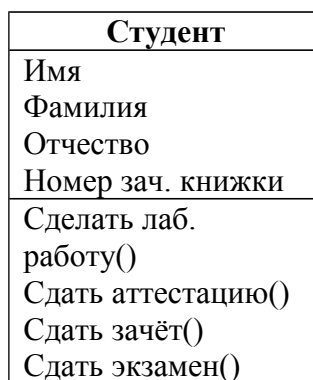 Студент
Имя
Фамилия
Отчество
Номер зач. книжки
Сделать лаб.
работу()
Сдать аттестацию()
Сдать зачёт()
Сдать экзамен()